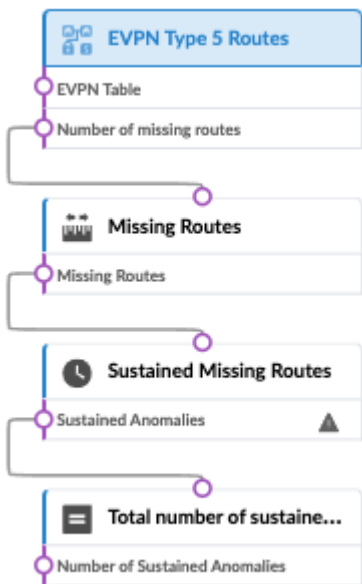 EVPN Type 5 Routes
EVPN Table
Number of missing routes
Missing Routes
Missing Routes
Sustained Missing Routes
Sustained Anomalies
Total number of sustaine...
Number of Sustained Anomalies